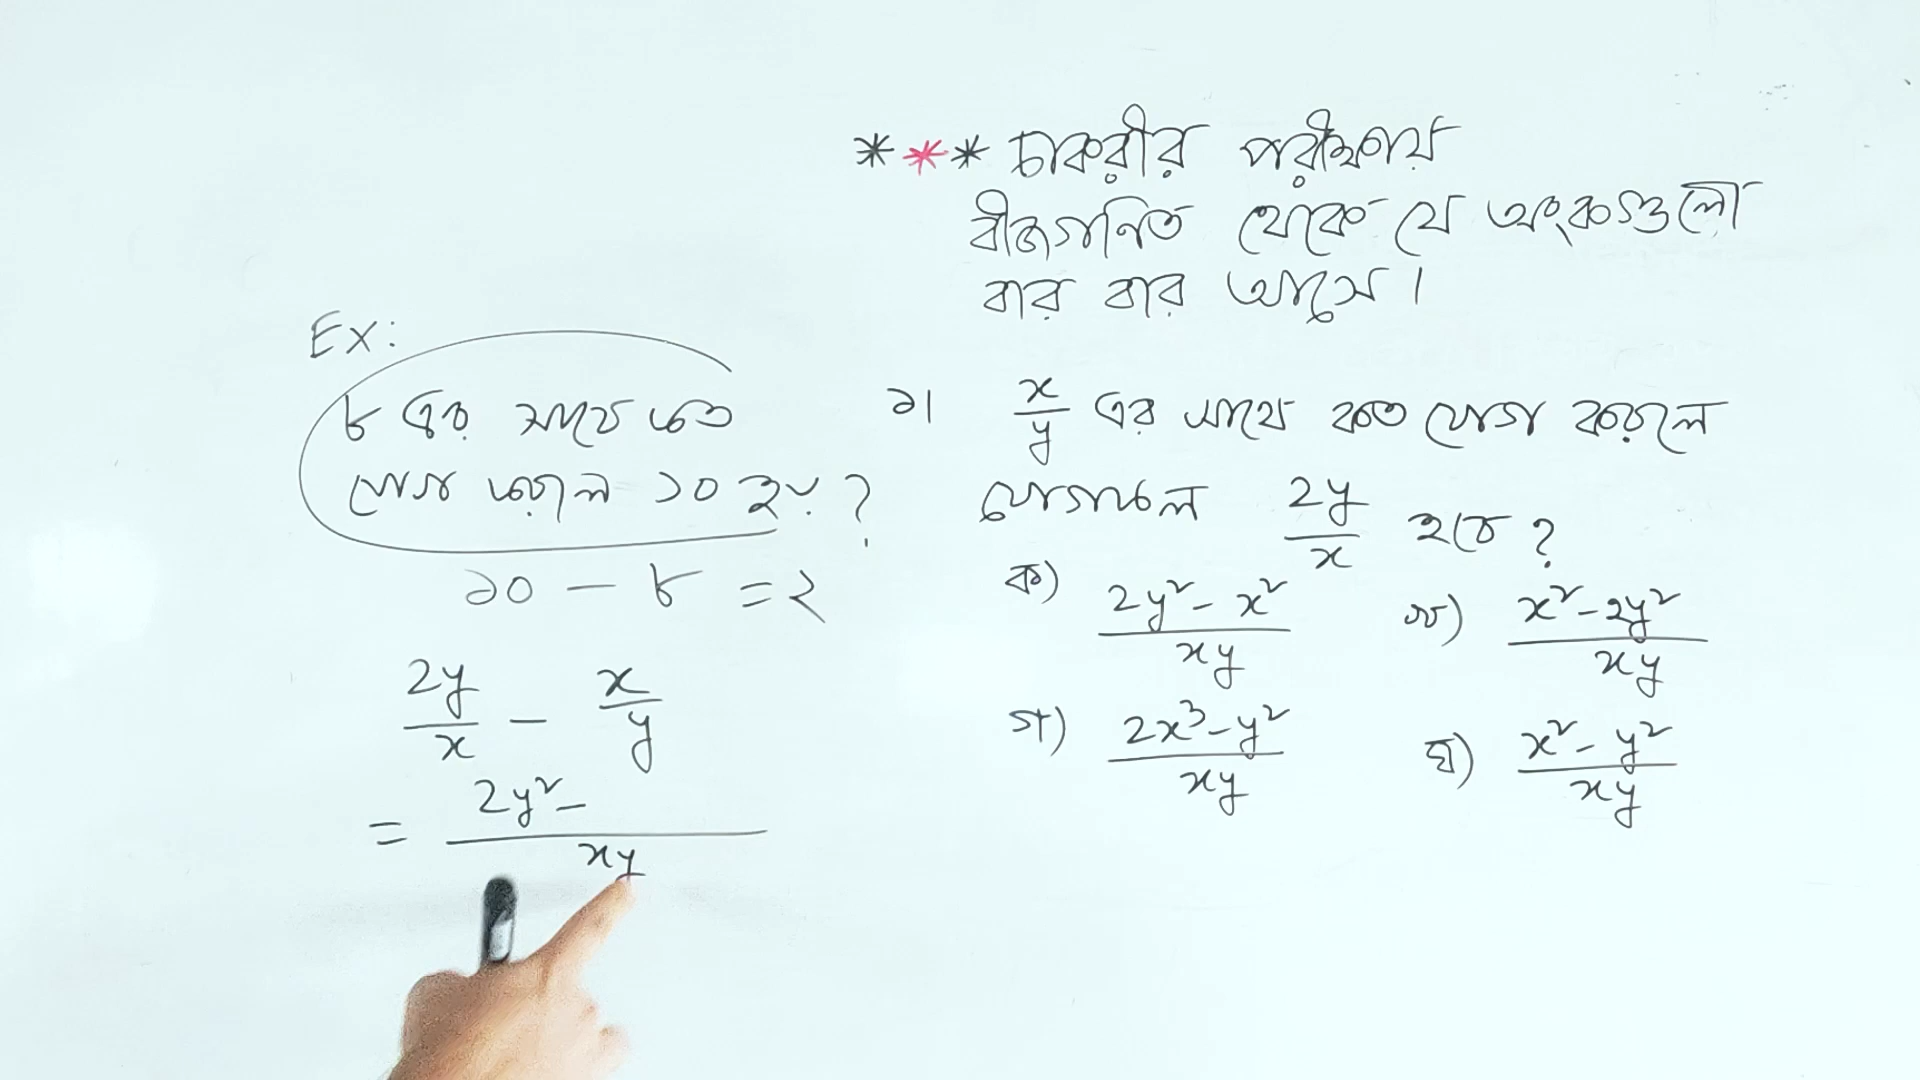 *** চাকরীর পরীক্ষায়
বীজগনিত থেকে যে অংকগুলো
বার বার আসে।
Ex:
৮ এর সাথে কত
যোগ করলে ১০ হয়?
১০ - ৮ = ২
2y/x - x/y
= 2y² - / xy
১। x/y এর সাথে কত যোগ করলে
যোগফল 2y/x হবে?
ক) (2y² - x²)/xy খ) (x² - 2y²)/xy
গ) (2x³ - y²)/xy ঘ) (x² - y²)/xy